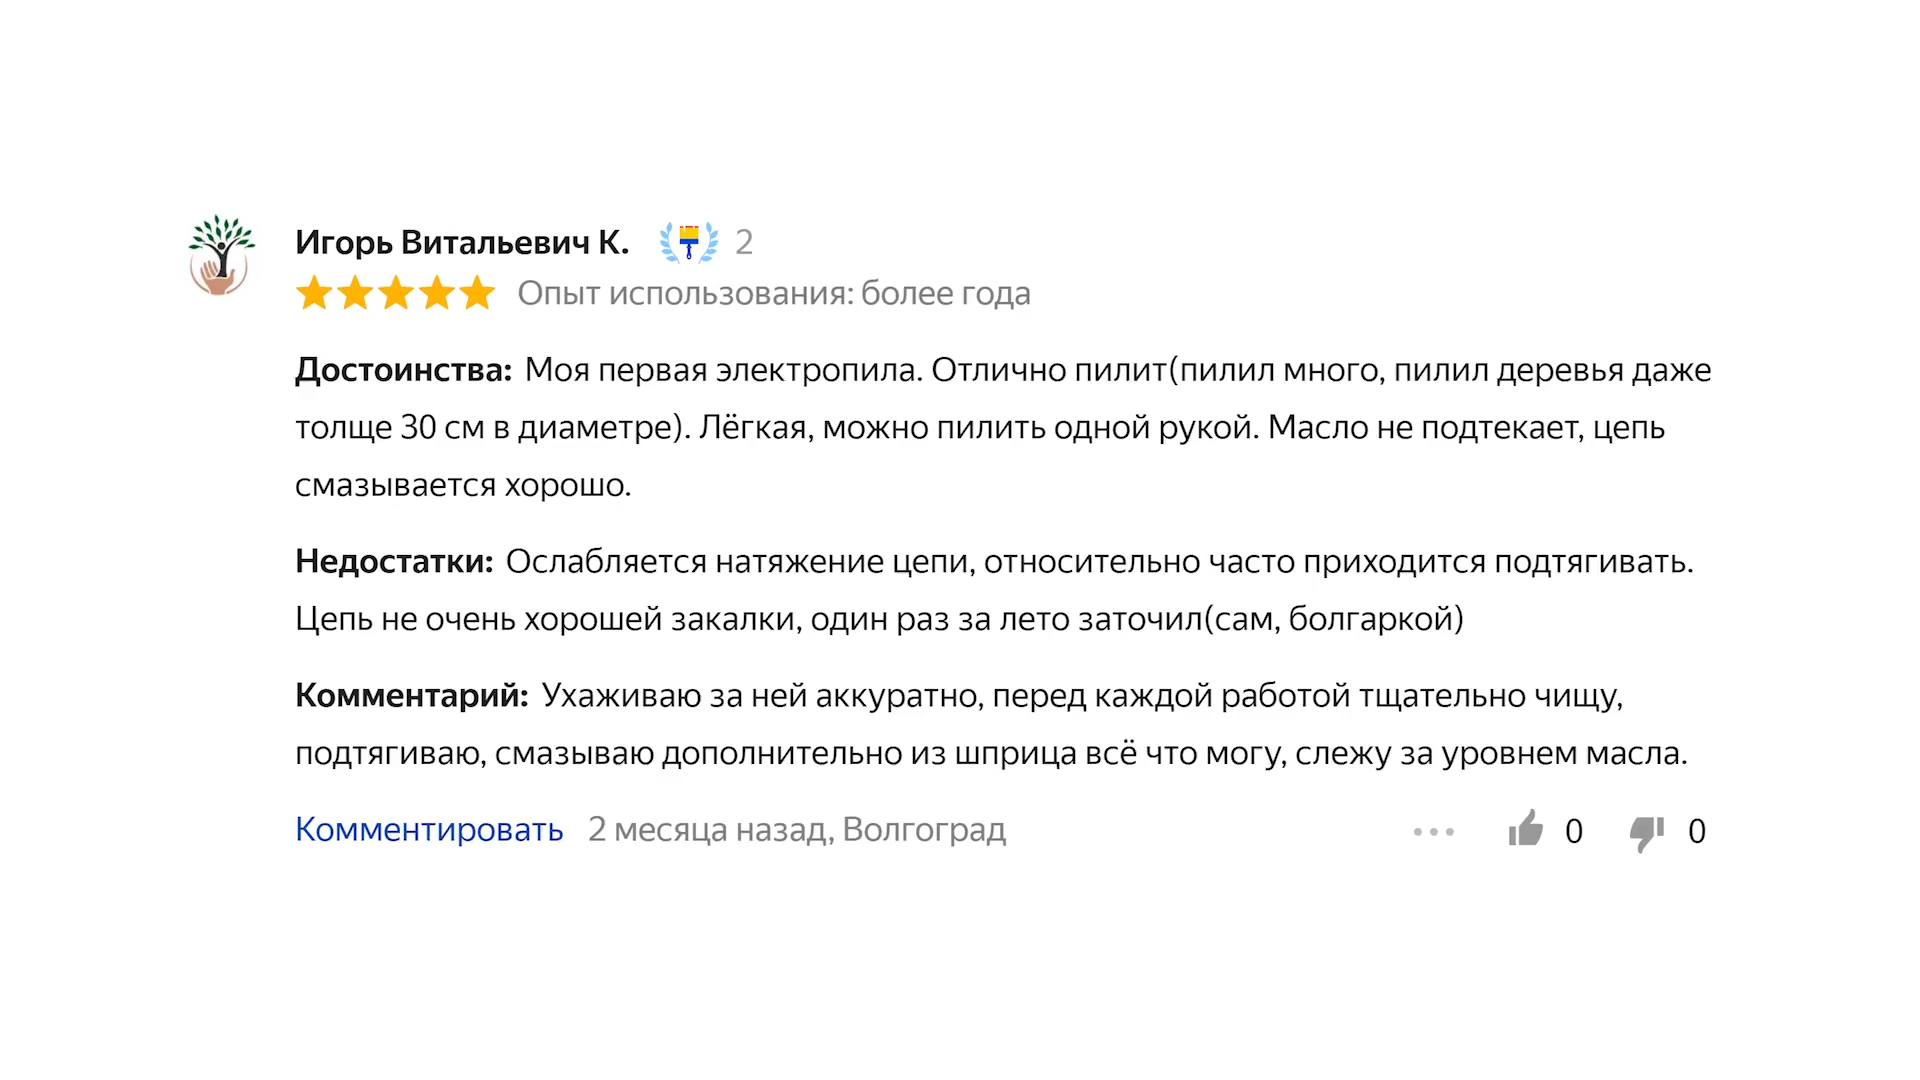 Игорь Витальевич К. 2
Опыт использования: более года
Достоинства: Моя первая электропила. Отлично пилит(пилил много, пилил деревья даже
толще 30 см в диаметре). Лёгкая, можно пилить одной рукой. Масло не подтекает, цепь
смазывается хорошо.
Недостатки: Ослабляется натяжение цепи, относительно часто приходится подтягивать.
Цепь не очень хорошей закалки, один раз за лето заточил(сам, болгаркой)
Комментарий: Ухаживаю за ней аккуратно, перед каждой работой тщательно чищу,
подтягиваю, смазываю дополнительно из шприца всё что могу, слежу за уровнем масла.
Комментировать 2 месяца назад, Волгоград 0 0